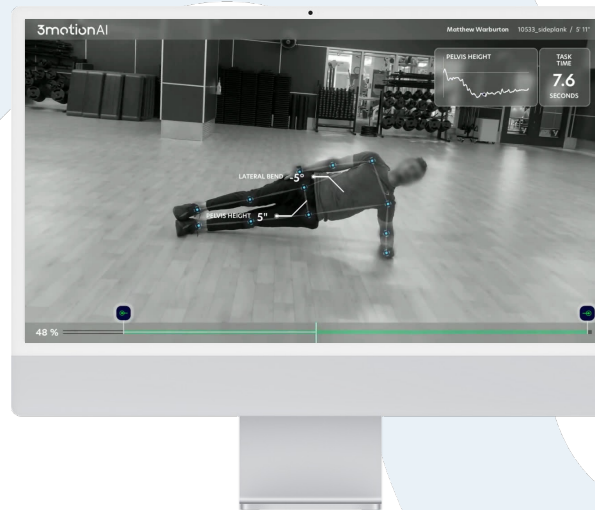 3motionAI
Matthew Warburton 10533_sideplank / 5' 11"
PELVIS HEIGHT
TASK
TIME
7.6
SECONDS
LATERAL BEND -5°
PELVIS HEIGHT 5"
48 %